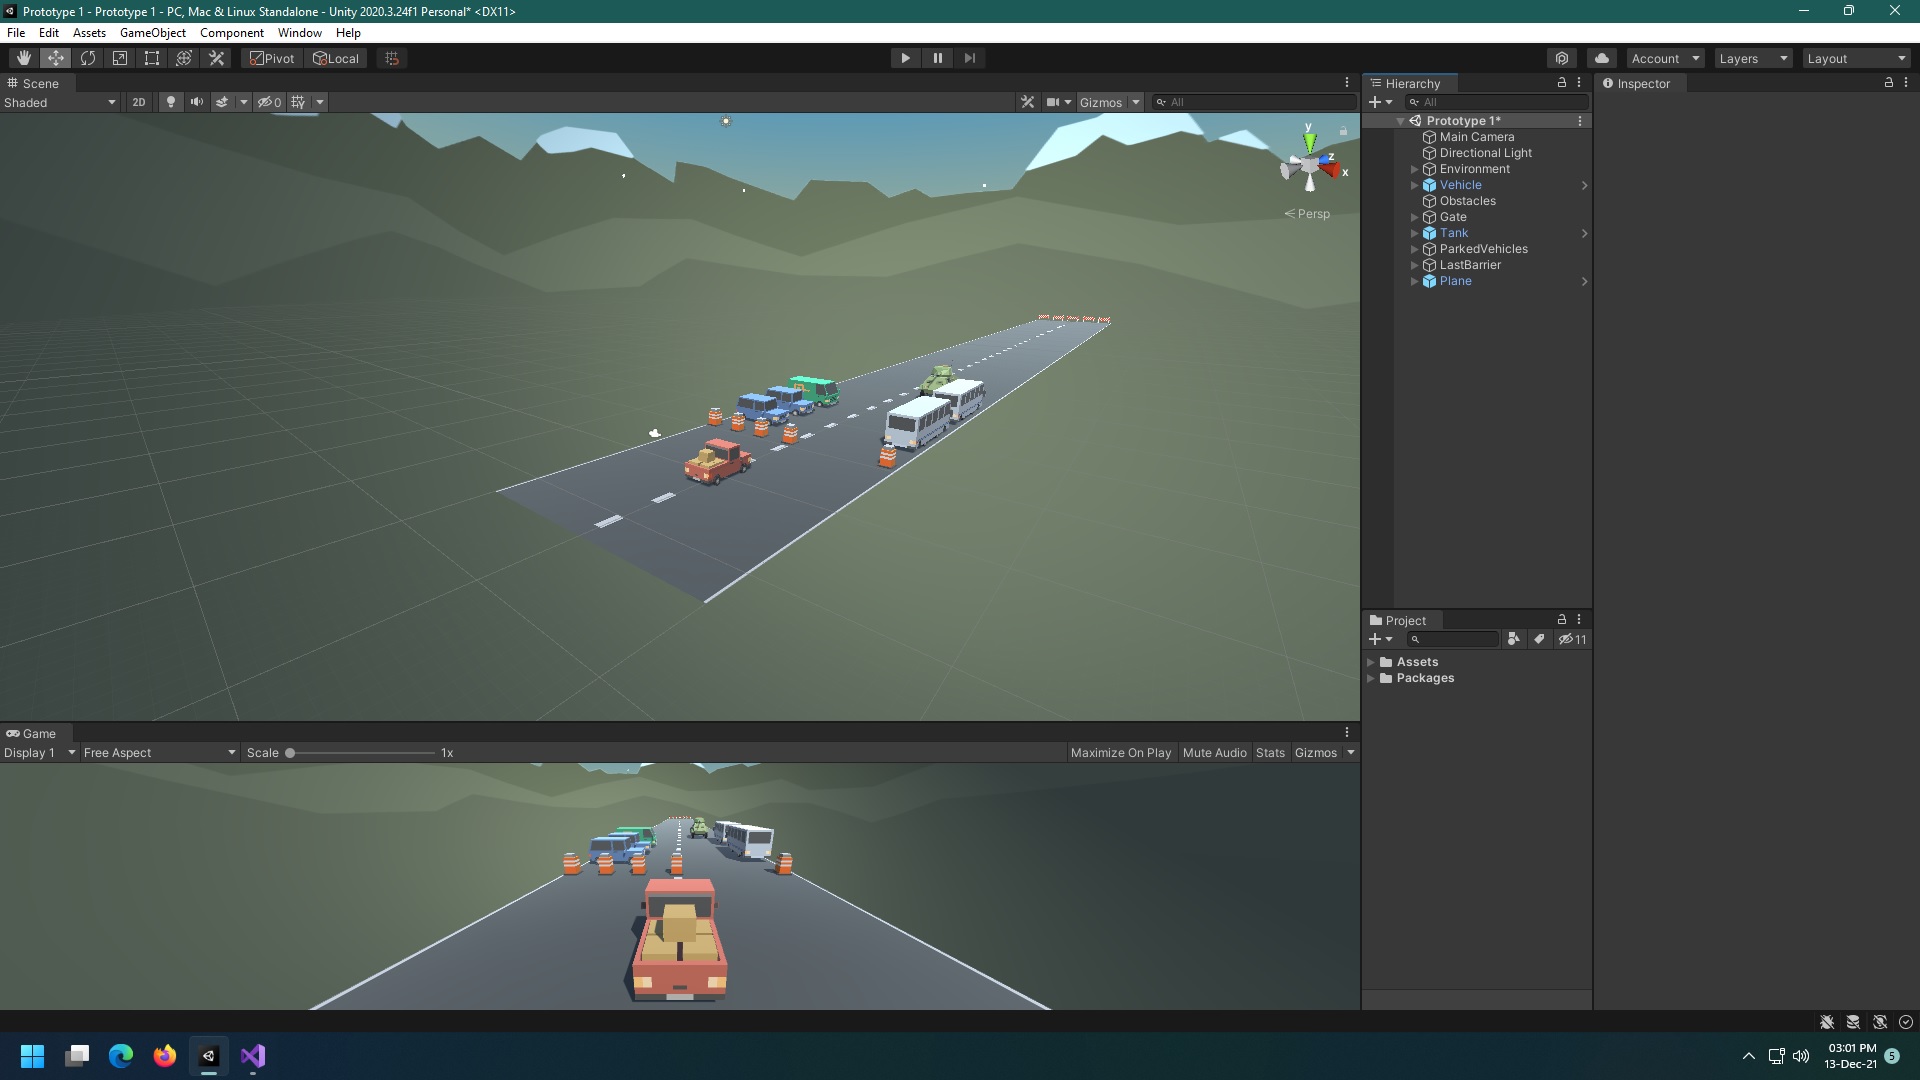 Prototype 1 - Prototype 1 - PC, Mac & Linux Standalone - Unity 2020.3.24f1 Personal* <DX11>
File Edit Assets GameObject Component Window Help
Pivot Local Account Layers Layout
Scene
Shaded 2D 0 Gizmos All
y
z
x
Persp
Hierarchy
All
Prototype 1*
Main Camera
Directional Light
Environment
Vehicle
Obstacles
Gate
Tank
ParkedVehicles
LastBarrier
Plane
Inspector
Project
11
Assets
Packages
Game
Display 1 Free Aspect Scale 1x Maximize On Play Mute Audio Stats Gizmos
03:01 PM
13-Dec-21
5